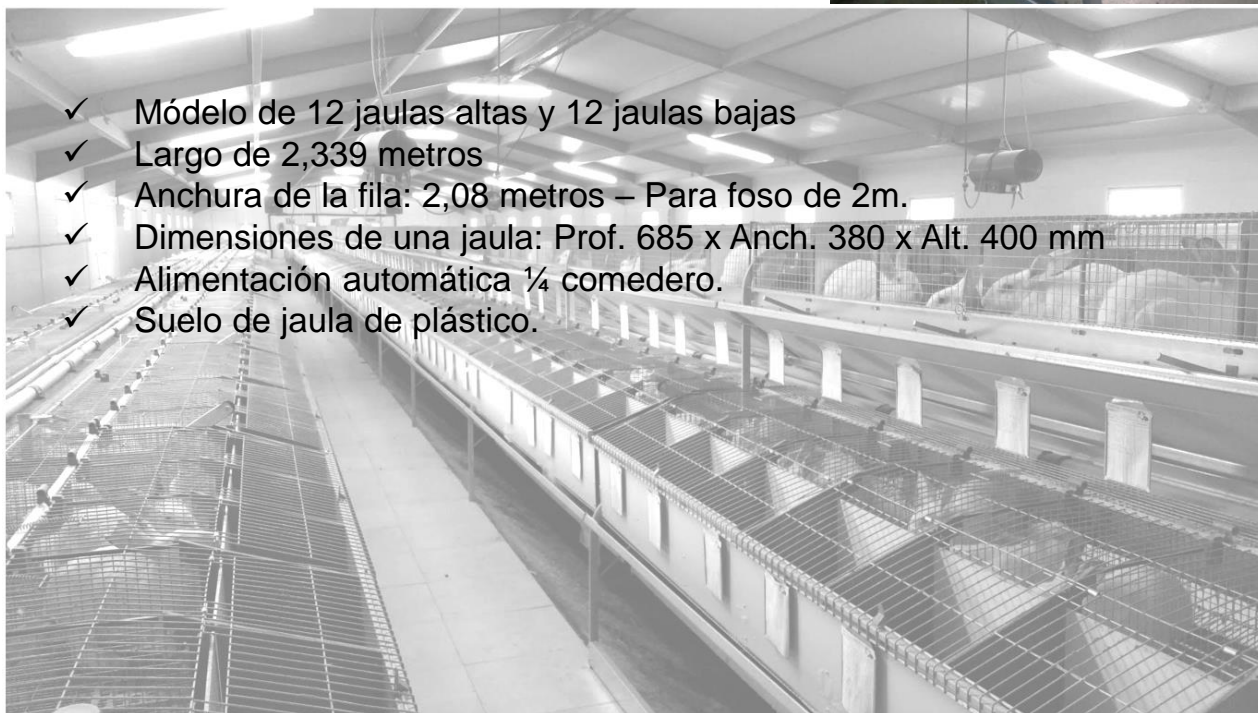 ✓ Módelo de 12 jaulas altas y 12 jaulas bajas
✓ Largo de 2,339 metros
✓ Anchura de la fila: 2,08 metros – Para foso de 2m.
✓ Dimensiones de una jaula: Prof. 685 x Anch. 380 x Alt. 400 mm
✓ Alimentación automática ¼ comedero.
✓ Suelo de jaula de plástico.